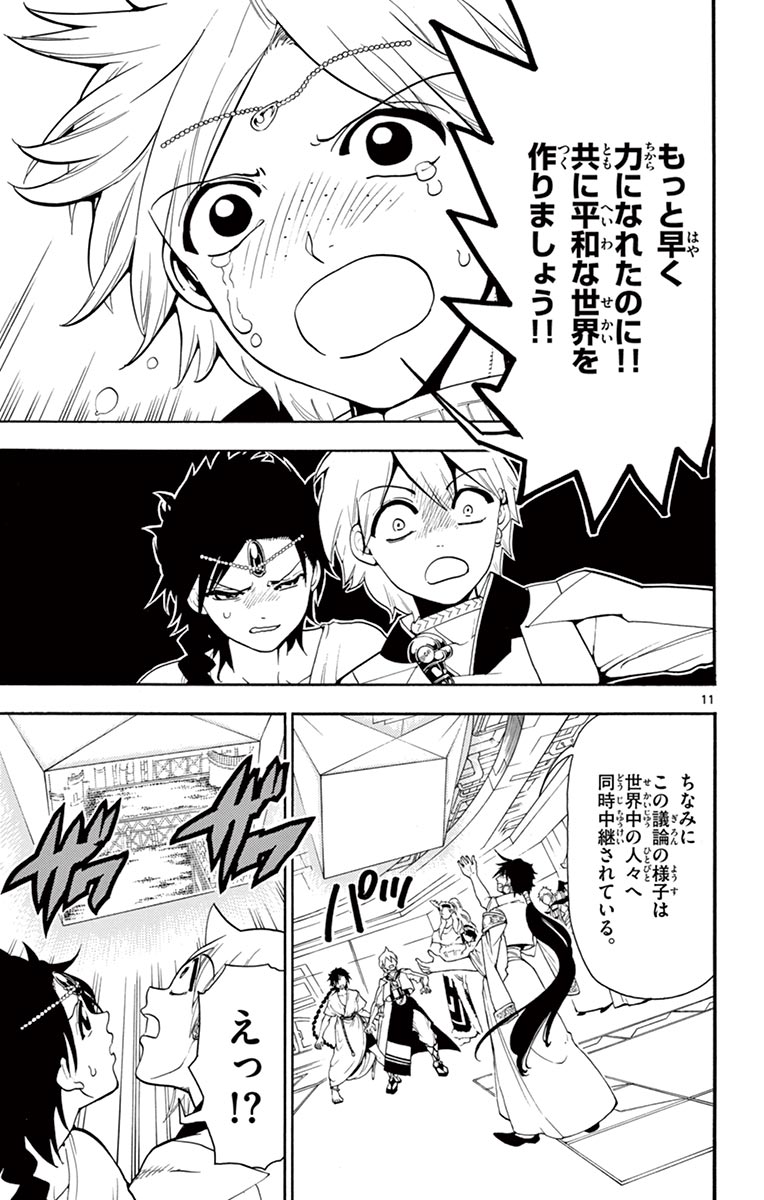 もっと早く
力になれたのに!!
共に平和な世界を
作りましょう!!
11
ちなみに
この議論の様子は
世界中の人々へ
同時中継されている。
パッ
ザワ
ザワ
えっ!?